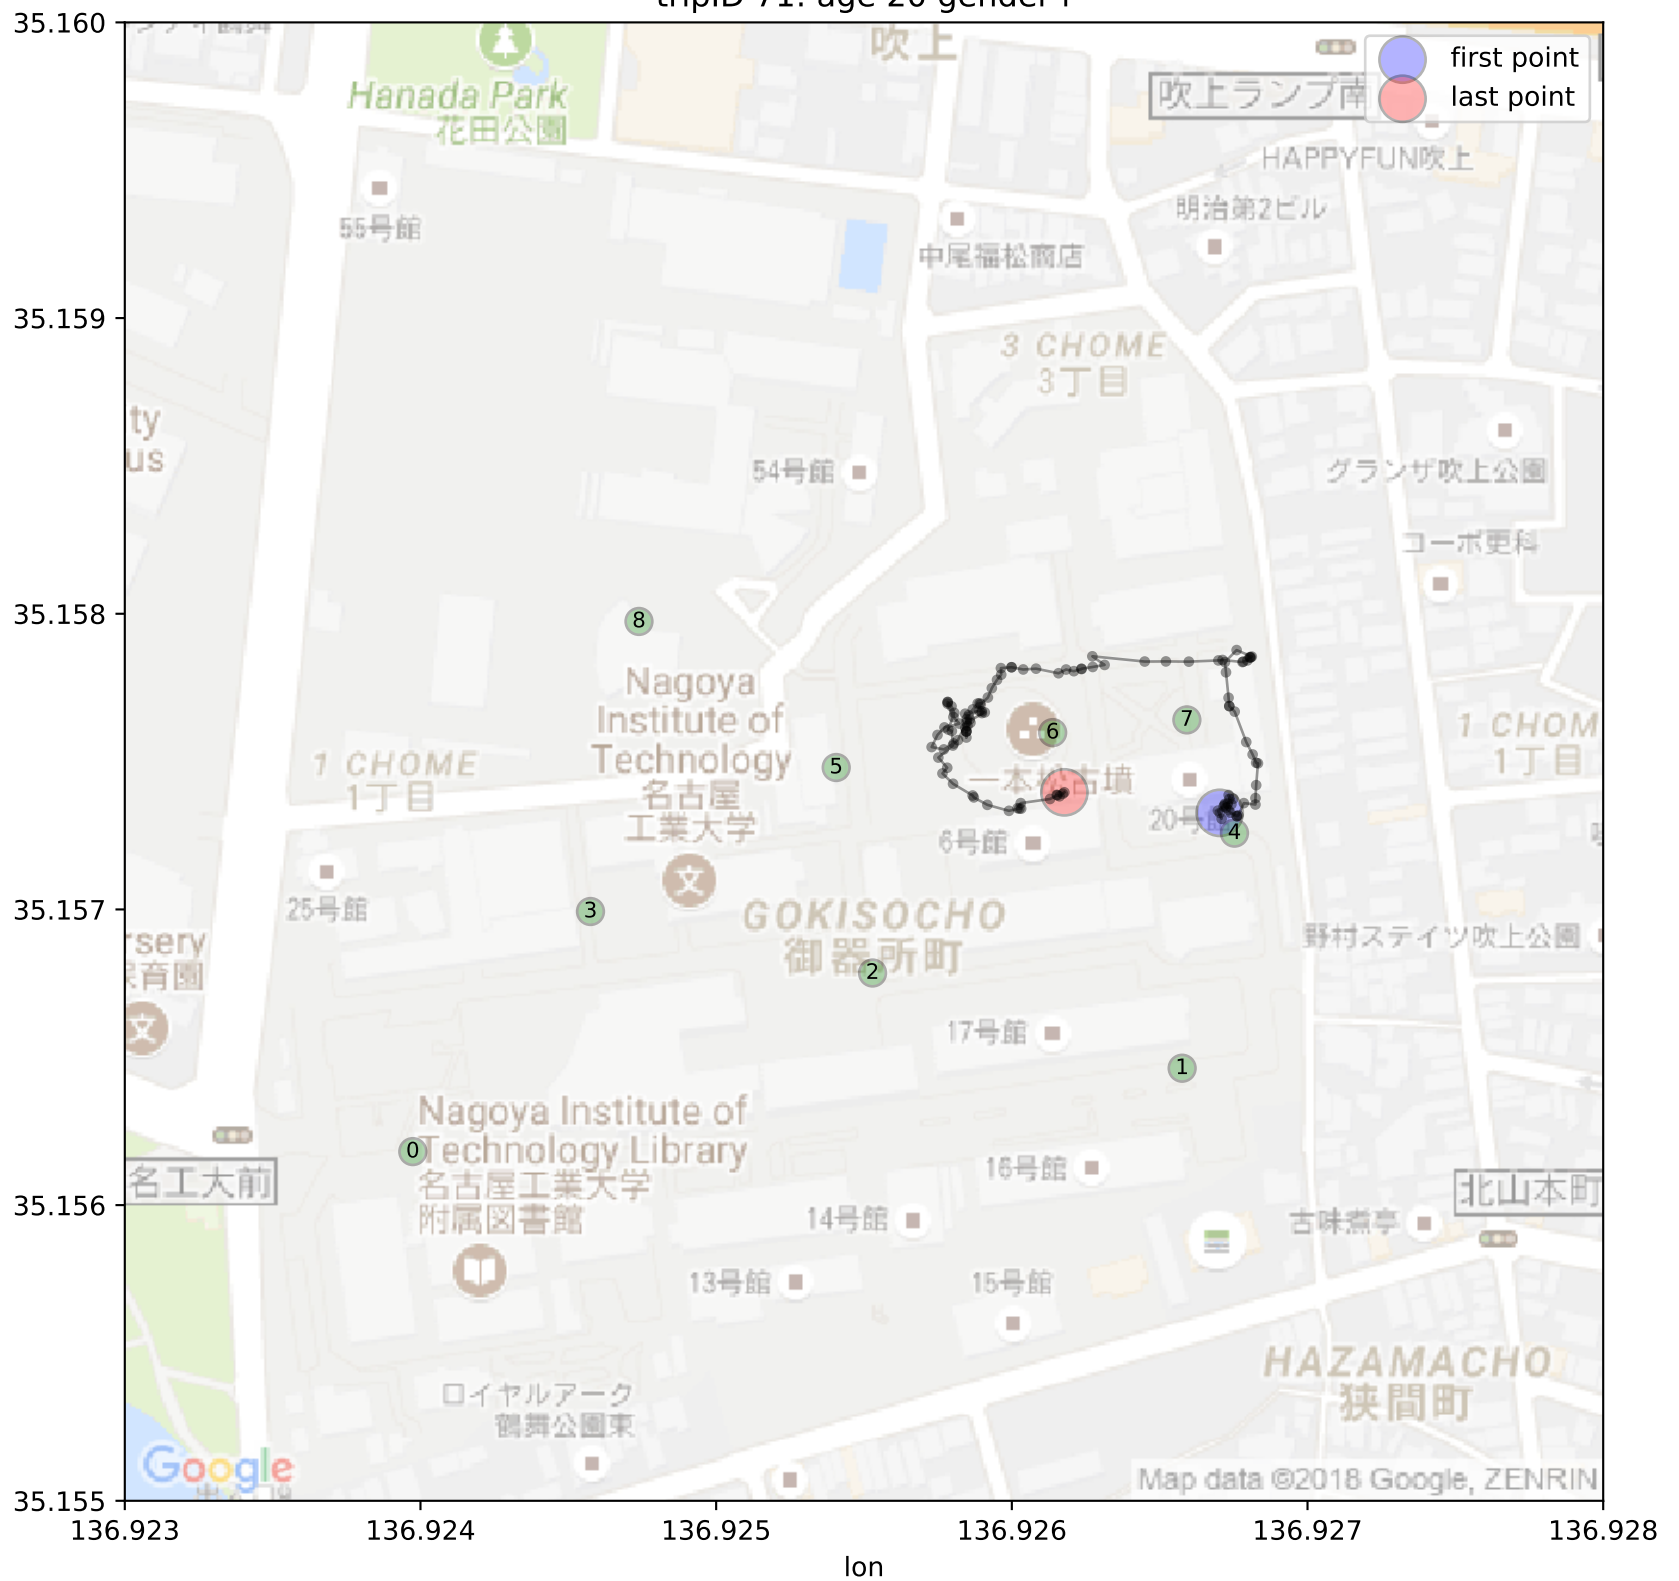 35.160
吹上
first point
last point
吹上ランプ南
Hanada Park
花田公園
HAPPYFUN吹上
55号館
明治第2ビル
中尾福松商店
35.159
3 CHOME
3丁目
ty
us
54号館
グランザ吹上公園
コーポ更科
35.158
8
Nagoya
Institute of
Technology
名古屋
工業大学
7
6
1 CHOM
1丁目
1 CHOME
1丁目
5
一本松古墳
20号
4
6号館
35.157
25号館
3
GOKISOCHO
御器所町
野村ステイツ吹上公園
rsery
育園
2
17号館
1
Nagoya Institute of
Technology Library
名古屋工業大学
附属図書館
0
名工大前
16号館
北山本町
35.156
14号館
古味煮亭
13号館
15号館
HAZAMACHO
狭間町
ロイヤルアーク
鶴舞公園東
Google
Map data ©2018 Google, ZENRIN
35.155
136.923
136.924
136.925
136.926
136.927
136.928
lon